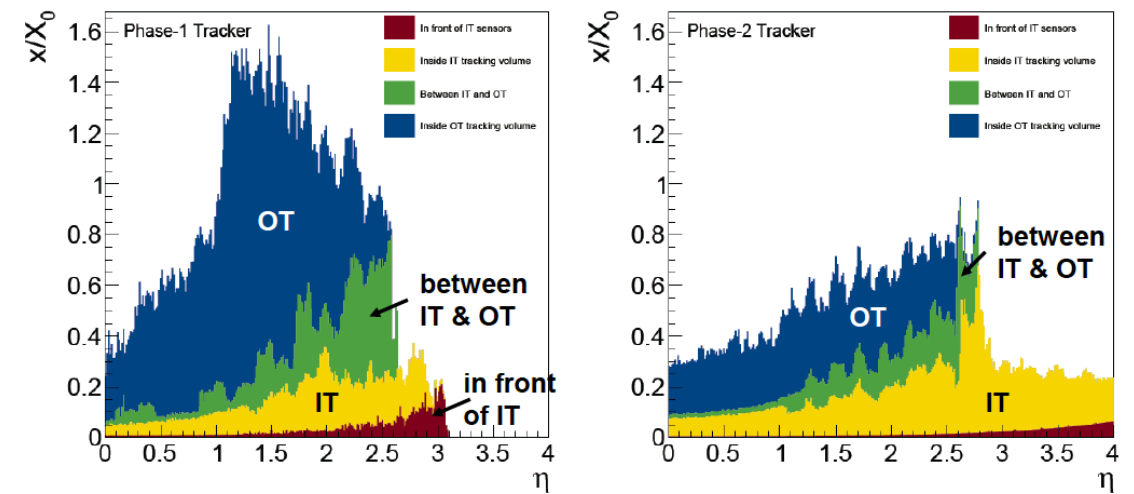 Phase-1 Tracker
x/X0
1.6
1.4
1.2
1
0.8
0.6
0.4
0.2
0
In front of IT sensors
Inside IT tracking volume
Between IT and OT
Inside OT tracking volume
OT
between
IT & OT
IT
in front
of IT
0 0.5 1 1.5 2 2.5 3 3.5 4
η
Phase-2 Tracker
x/X0
1.6
1.4
1.2
1
0.8
0.6
0.4
0.2
0
In front of IT sensors
Inside IT tracking volume
Between IT and OT
Inside OT tracking volume
between
IT & OT
OT
IT
0 0.5 1 1.5 2 2.5 3 3.5 4
η